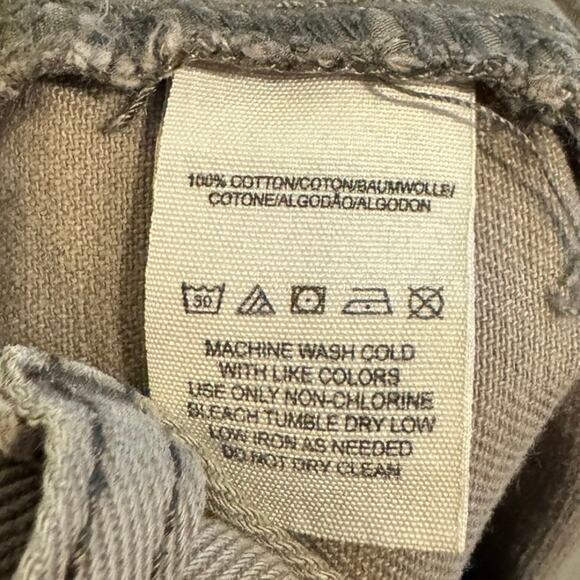 100% COTTON/COTON/BAUMWOLLE/
COTONE/ALGODÃO/ALGODON
30
MACHINE WASH COLD
WITH LIKE COLORS
USE ONLY NON-CHLORINE
BLEACH TUMBLE DRY LOW
LOW IRON AS NEEDED
DO NOT DRY CLEAN